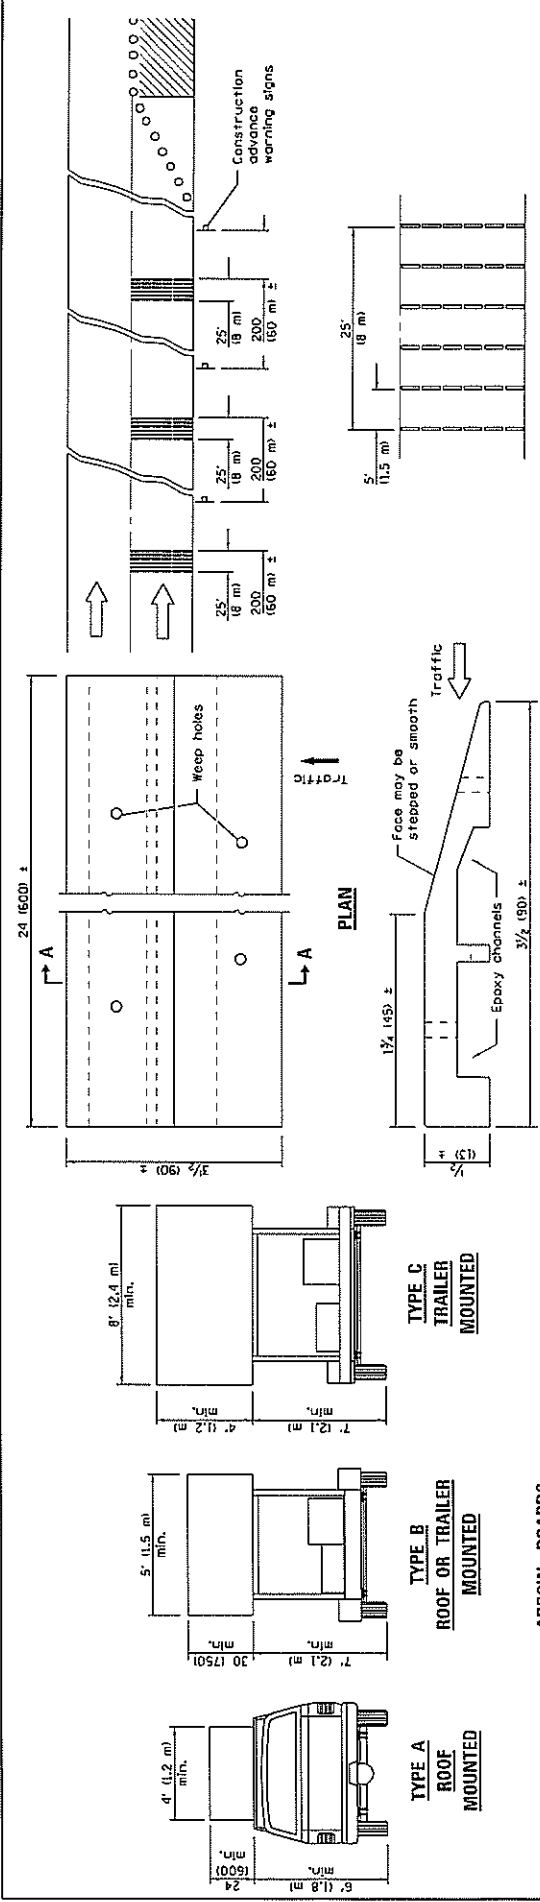 4' (1.2 m)
min.
24
(600)
min.
6' (1.8 m)
min.
TYPE A
ROOF
MOUNTED
5' (1.5 m)
min.
30 (750)
min.
7' (2.1 m)
min.
TYPE B
ROOF OR TRAILER
MOUNTED
8' (2.4 m)
min.
4' (1.2 m)
min.
7' (2.1 m)
min.
TYPE C
TRAILER
MOUNTED
24 (600) ±
A
A
3½ (90) ±
Weep holes
Traffic
PLAN
1¾ (45) ±
½
(13) ±
Face may be
stepped or smooth
Traffic
Epoxy channels
3½ (90) ±
25'
(8 m)
200
(60 m) ±
25'
(8 m)
200
(60 m) ±
25'
(8 m)
200
(60 m) ±
Construction
advance
warning signs
25'
(8 m)
5'
(1.5 m)